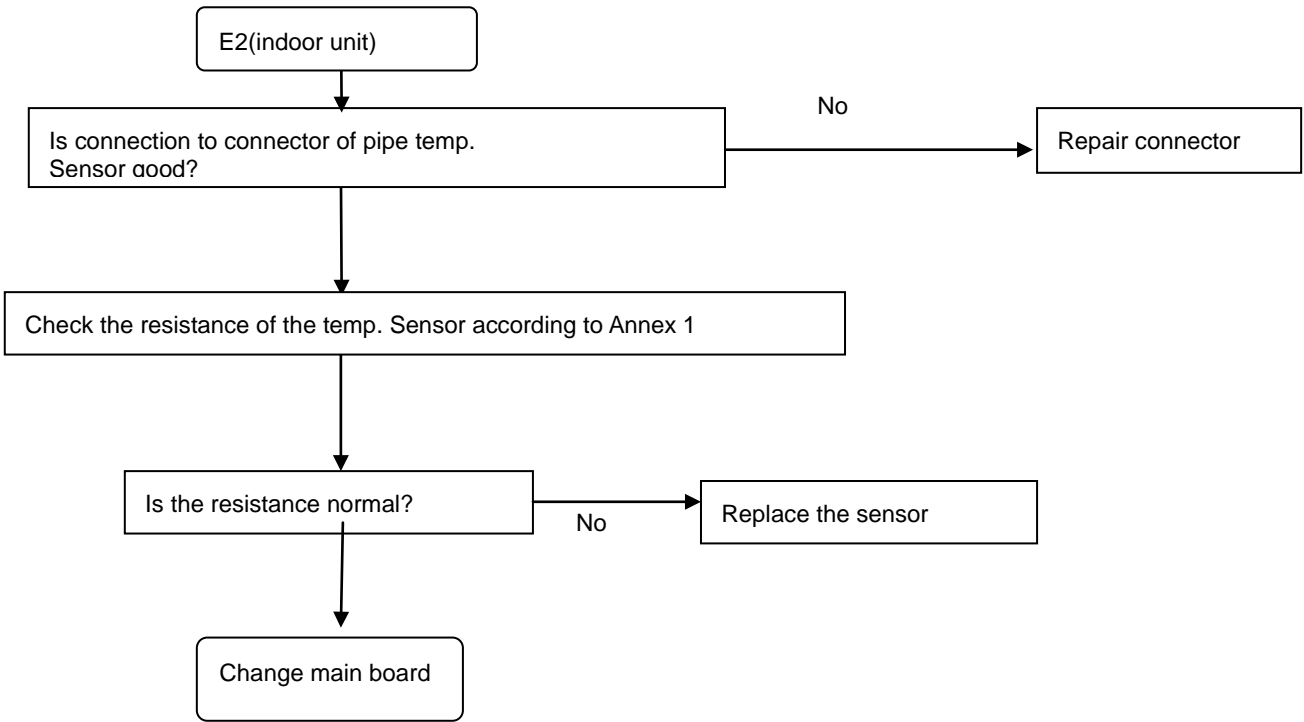 E2(indoor unit)
No
Is connection to connector of pipe temp.
Sensor good?
Repair connector
Check the resistance of the temp. Sensor according to Annex 1
Is the resistance normal?
No
Replace the sensor
Change main board